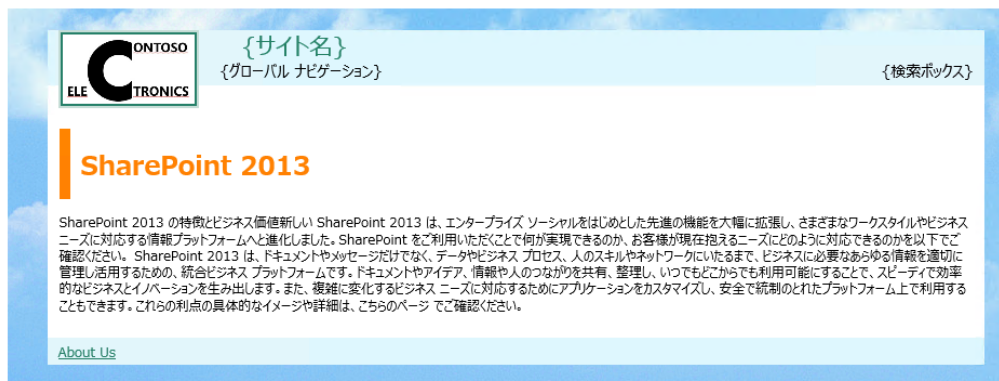 CONTOSO
ELECTRONICS
{サイト名}
{グローバル ナビゲーション}
{検索ボックス}
SharePoint 2013
SharePoint 2013 の特徴とビジネス価値新しい SharePoint 2013 は、エンタープライズ ソーシャルをはじめとした先進の機能を大幅に拡張し、さまざまなワークスタイルやビジネス
ニーズに対応する情報プラットフォームへと進化しました。SharePoint をご利用いただくことで何が実現できるのか、お客様が現在抱えるニーズにどのように対応できるのかを以下でご
確認ください。 SharePoint 2013 は、ドキュメントやメッセージだけでなく、データやビジネス プロセス、人のスキルやネットワークにいたるまで、ビジネスに必要なあらゆる情報を適切に
管理し活用するための、統合ビジネス プラットフォームです。ドキュメントやアイデア、情報や人のつながりを共有、整理し、いつでもどこからでも利用可能にすることで、スピーディで効率
的なビジネスとイノベーションを生み出します。また、複雑に変化するビジネス ニーズに対応するためにアプリケーションをカスタマイズし、安全で統制のとれたプラットフォーム上で利用する
こともできます。これらの利点の具体的なイメージや詳細は、こちらのページ でご確認ください。
About Us